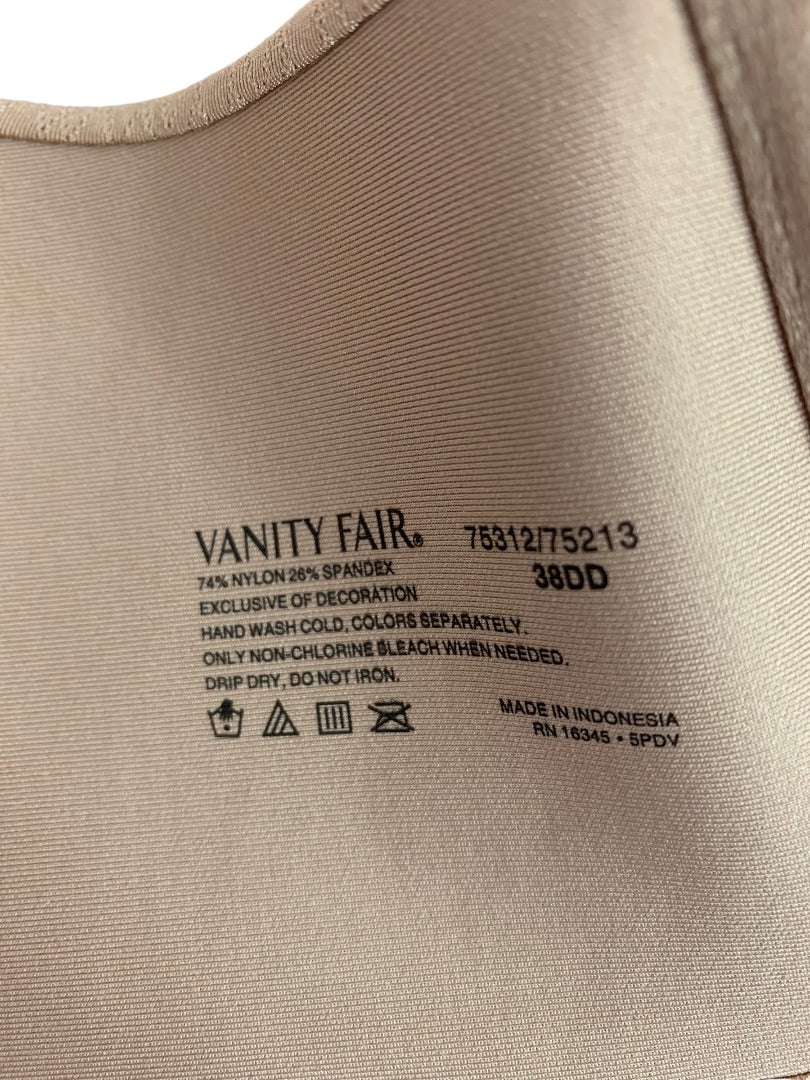 VANITY FAIR® 75312/75213
74% NYLON 26% SPANDEX 38DD
EXCLUSIVE OF DECORATION
HAND WASH COLD, COLORS SEPARATELY.
ONLY NON-CHLORINE BLEACH WHEN NEEDED.
DRIP DRY, DO NOT IRON.
MADE IN INDONESIA
RN 16345 • 5PDV